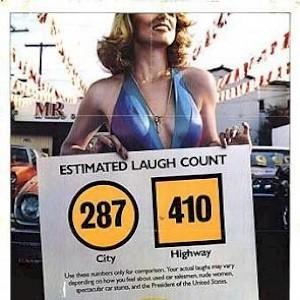 MR.
ESTIMATED LAUGH COUNT
287 410
City Highway
Use these numbers only for comparison. Your actual laughs may vary
depending on how you feel about used car salesmen, nude women,
spectacular car stunts, and the President of the United States.